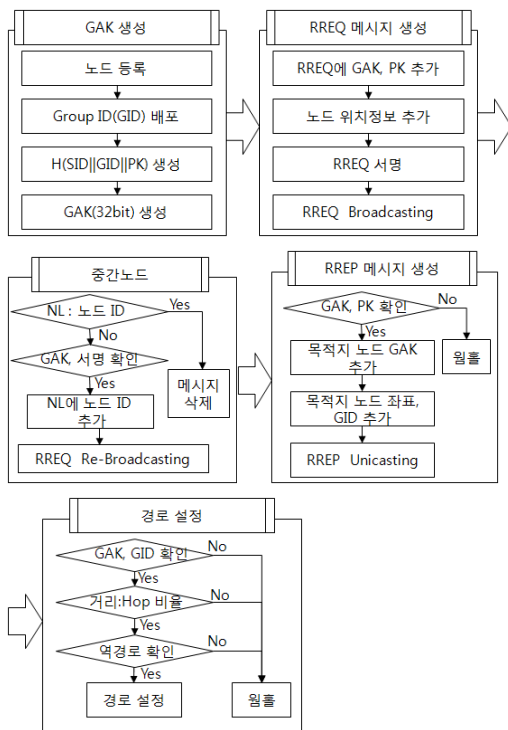 GAK 생성
노드 등록
Group ID(GID) 배포
H(SID||GID||PK) 생성
GAK(32bit) 생성
RREQ 메시지 생성
RREQ에 GAK, PK 추가
노드 위치정보 추가
RREQ 서명
RREQ Broadcasting
중간노드
NL : 노드 ID
Yes
No
GAK, 서명 확인
Yes
메시지
삭제
NL에 노드 ID
추가
RREQ Re-Broadcasting
RREP 메시지 생성
GAK, PK 확인
No
Yes
웜홀
목적지 노드 GAK
추가
목적지 노드 좌표,
GID 추가
RREP Unicasting
경로 설정
GAK, GID 확인
No
Yes
거리:Hop 비율
No
Yes
역경로 확인
No
Yes
경로 설정
웜홀